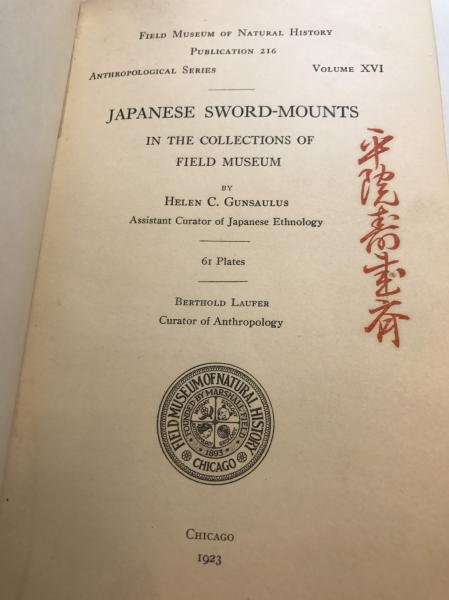 FIELD MUSEUM OF NATURAL HISTORY
PUBLICATION 216
ANTHROPOLOGICAL SERIES VOLUME XVI
JAPANESE SWORD-MOUNTS
IN THE COLLECTIONS OF
FIELD MUSEUM
BY
HELEN C. GUNSAULUS
Assistant Curator of Japanese Ethnology
61 Plates
BERTHOLD LAUFER
Curator of Anthropology
FIELD MUSEUM OF NATURAL HISTORY
CHICAGO
FOUNDED BY MARSHALL FIELD
1893
CHICAGO
1923